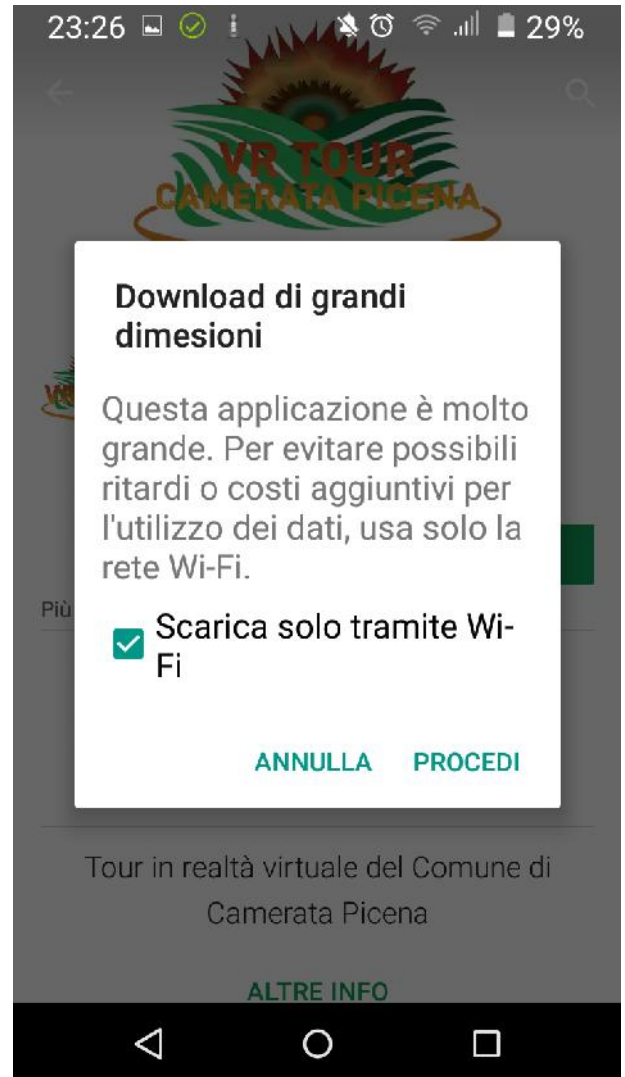 23:26
29%
VR TOUR
CAMERATA PICENA
Download di grandi
dimesioni
Questa applicazione è molto
grande. Per evitare possibili
ritardi o costi aggiuntivi per
l'utilizzo dei dati, usa solo la
rete Wi-Fi.
Più
Scarica solo tramite Wi-
Fi
ANNULLA PROCEDI
Tour in realtà virtuale del Comune di
Camerata Picena
ALTRE INFO